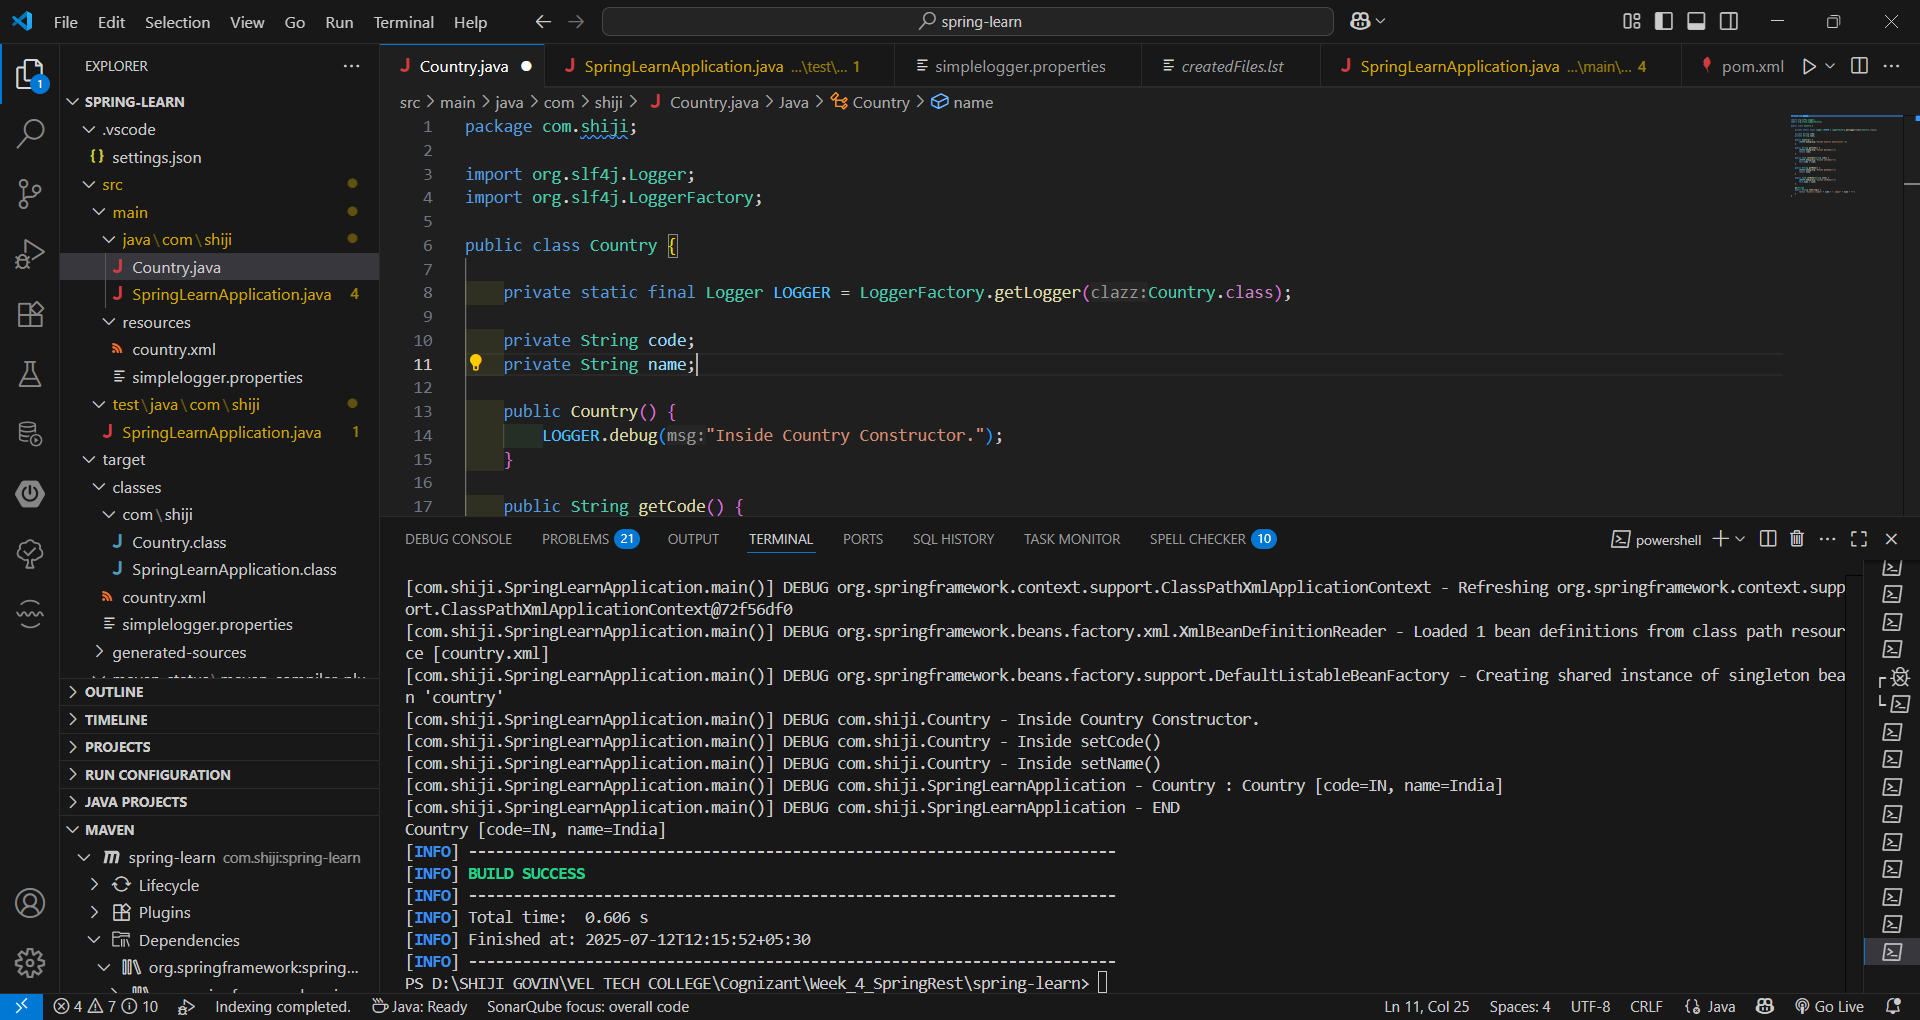 File Edit Selection View Go Run Terminal Help
spring-learn
1
EXPLORER
SPRING-LEARN
.vscode
{} settings.json
src
main
java\com\shiji
J Country.java
J SpringLearnApplication.java 4
resources
country.xml
simplelogger.properties
test\java\com\shiji
J SpringLearnApplication.java 1
target
classes
com\shiji
J Country.class
J SpringLearnApplication.class
country.xml
simplelogger.properties
generated-sources
OUTLINE
TIMELINE
PROJECTS
RUN CONFIGURATION
JAVA PROJECTS
MAVEN
spring-learn com.shiji:spring-learn
Lifecycle
Plugins
Dependencies
org.springframework:spring...
J Country.java
J SpringLearnApplication.java ...\test\... 1
simplelogger.properties
createdFiles.lst
J SpringLearnApplication.java ...\main\... 4
pom.xml
src > main > java > com > shiji > J Country.java > Java > Country > name
1 package com.shiji;
2
3 import org.slf4j.Logger;
4 import org.slf4j.LoggerFactory;
5
6 public class Country {
7
8 private static final Logger LOGGER = LoggerFactory.getLogger(clazz:Country.class);
9
10 private String code;
11 private String name;
12
13 public Country() {
14 LOGGER.debug(msg:"Inside Country Constructor.");
15 }
16
17 public String getCode() {
DEBUG CONSOLE PROBLEMS 21 OUTPUT TERMINAL PORTS SQL HISTORY TASK MONITOR SPELL CHECKER 10
powershell
[com.shiji.SpringLearnApplication.main()] DEBUG org.springframework.context.support.ClassPathXmlApplicationContext - Refreshing org.springframework.context.supp
ort.ClassPathXmlApplicationContext@72f56df0
[com.shiji.SpringLearnApplication.main()] DEBUG org.springframework.beans.factory.xml.XmlBeanDefinitionReader - Loaded 1 bean definitions from class path resour
ce [country.xml]
[com.shiji.SpringLearnApplication.main()] DEBUG org.springframework.beans.factory.support.DefaultListableBeanFactory - Creating shared instance of singleton bea
n 'country'
[com.shiji.SpringLearnApplication.main()] DEBUG com.shiji.Country - Inside Country Constructor.
[com.shiji.SpringLearnApplication.main()] DEBUG com.shiji.Country - Inside setCode()
[com.shiji.SpringLearnApplication.main()] DEBUG com.shiji.Country - Inside setName()
[com.shiji.SpringLearnApplication.main()] DEBUG com.shiji.SpringLearnApplication - Country : Country [code=IN, name=India]
[com.shiji.SpringLearnApplication.main()] DEBUG com.shiji.SpringLearnApplication - END
Country [code=IN, name=India]
[INFO] ------------------------------------------------------------------------
[INFO] BUILD SUCCESS
[INFO] ------------------------------------------------------------------------
[INFO] Total time:  0.606 s
[INFO] Finished at: 2025-07-12T12:15:52+05:30
[INFO] ------------------------------------------------------------------------
PS D:\SHIJI GOVIN\VEL TECH COLLEGE\Cognizant\Week_4_SpringRest\spring-learn>
4 7 10 Indexing completed. Java: Ready SonarQube focus: overall code Ln 11, Col 25 Spaces: 4 UTF-8 CRLF {} Java Go Live